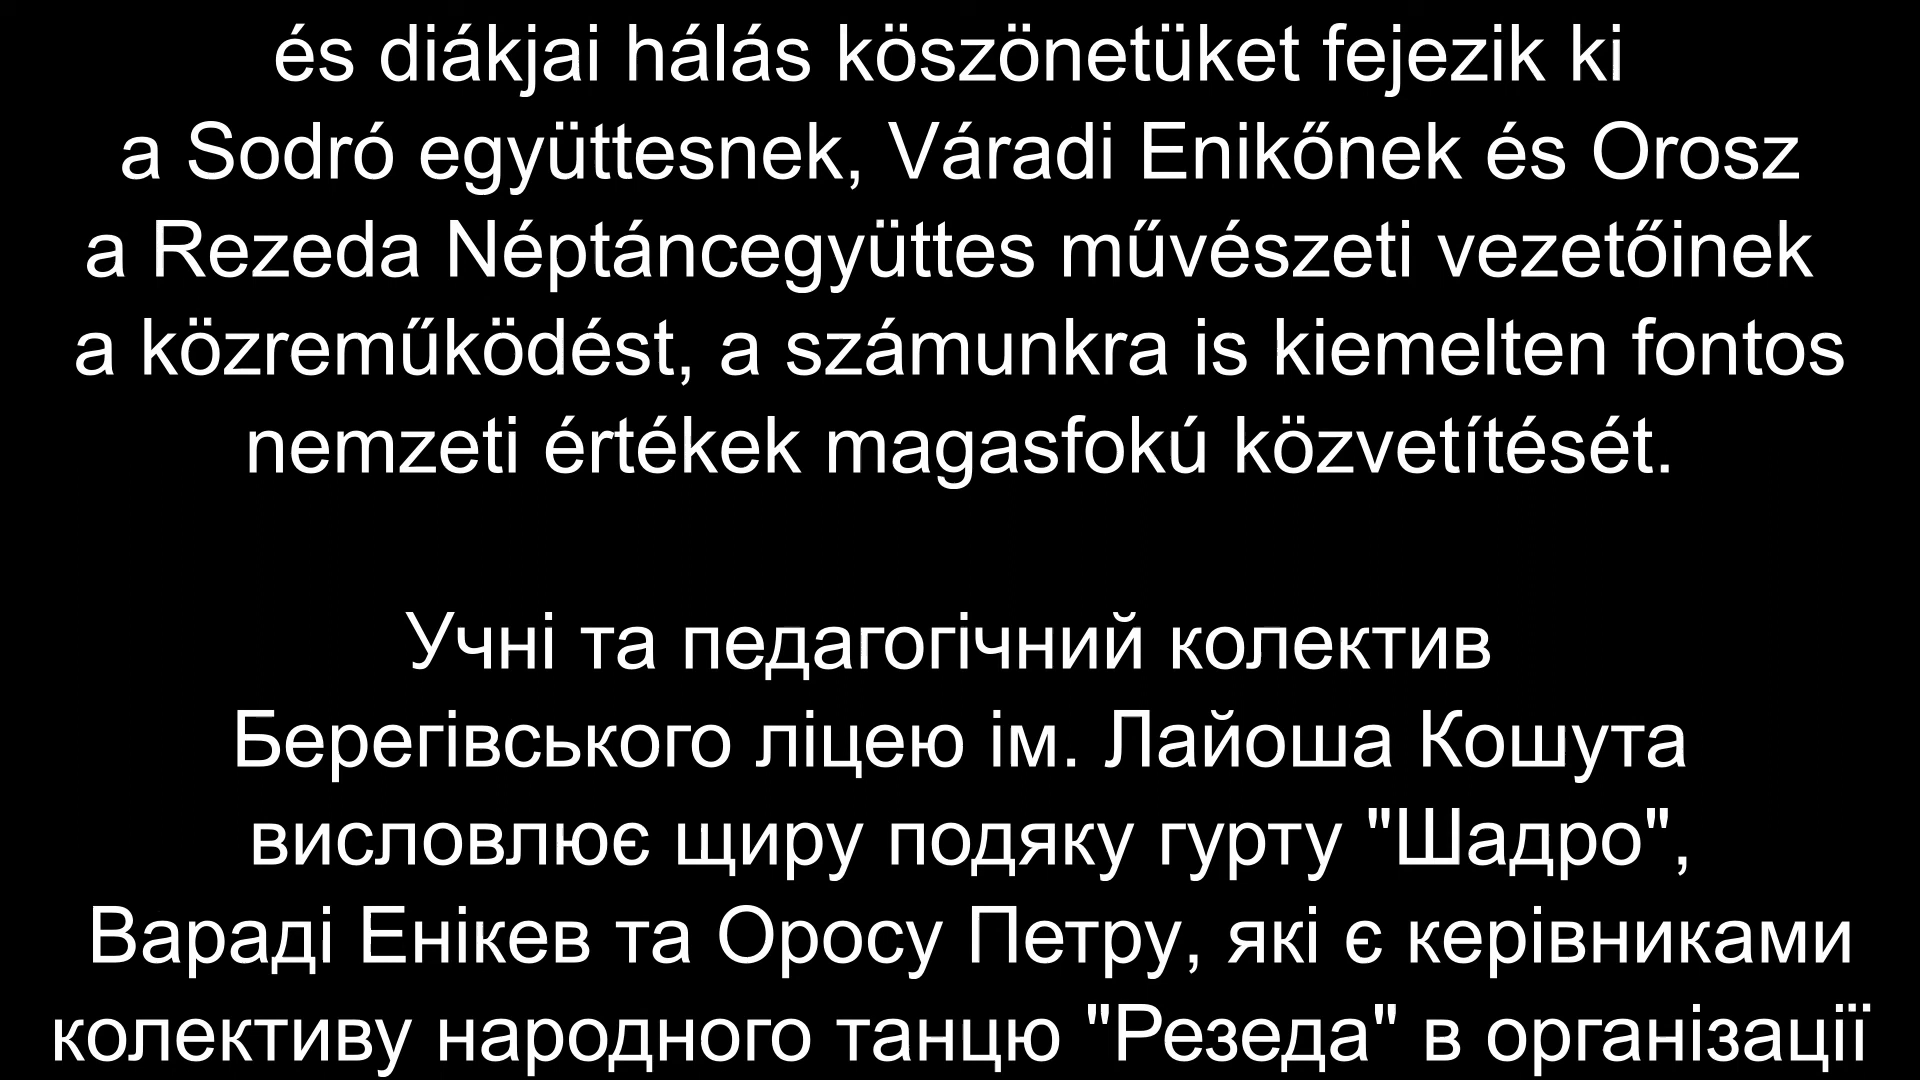 és diákjai hálás köszönetüket fejezik ki
a Sodró együttesnek, Váradi Enikőnek és Orosz
a Rezeda Néptáncegyüttes művészeti vezetőinek
a közreműködést, a számunkra is kiemelten fontos
nemzeti értékek magasfokú közvetítését.
Учні та педагогічний колектив
Берегівського ліцею ім. Лайоша Кошута
висловлює щиру подяку гурту "Шадро",
Вараді Енікев та Оросу Петру, які є керівниками
колективу народного танцю "Резеда" в організації